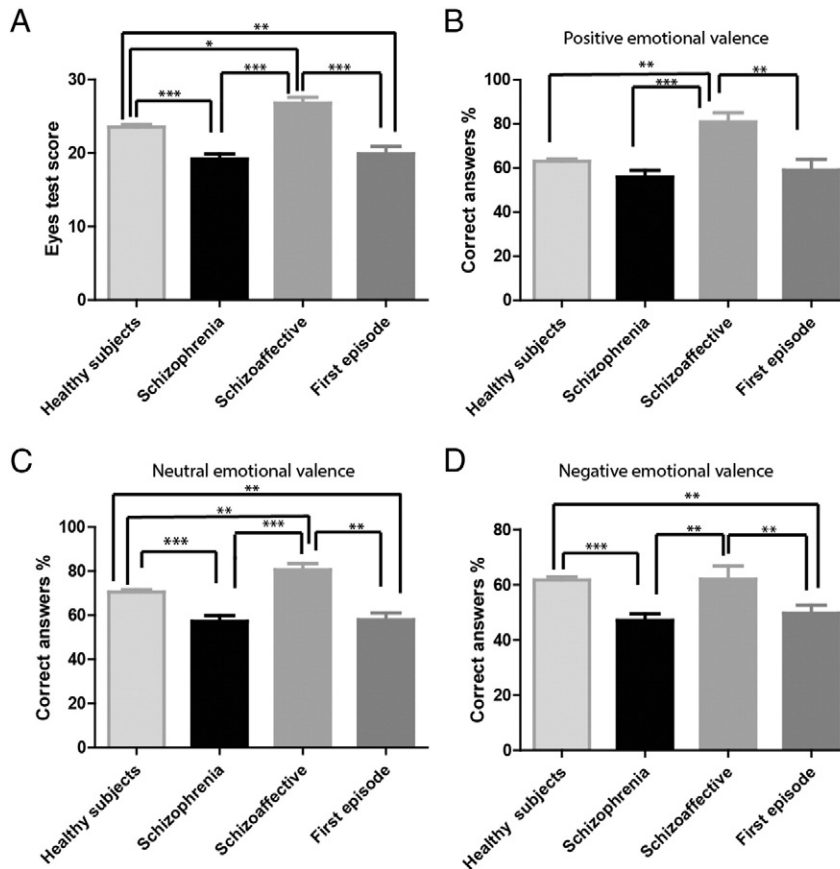 A
**
*
***
***
***
Eyes test score
30
20
10
0
Healthy subjects
Schizophrenia
Schizoaffective
First episode
B
Positive emotional valence
**
***
**
Correct answers %
100
80
60
40
20
0
Healthy subjects
Schizophrenia
Schizoaffective
First episode
C
Neutral emotional valence
**
**
***
***
**
Correct answers %
100
80
60
40
20
0
Healthy subjects
Schizophrenia
Schizoaffective
First episode
D
Negative emotional valence
**
***
**
**
Correct answers %
80
60
40
20
0
Healthy subjects
Schizophrenia
Schizoaffective
First episode